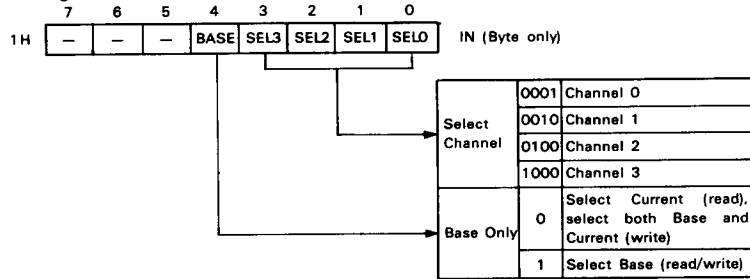 7 6 5 4 3 2 1 0
1H — — — BASE SEL3 SEL2 SEL1 SEL0 IN (Byte only)
Select Channel
0001 Channel 0
0010 Channel 1
0100 Channel 2
1000 Channel 3
Base Only
0 Select Current (read),
select both Base and
Current (write)
1 Select Base (read/write)